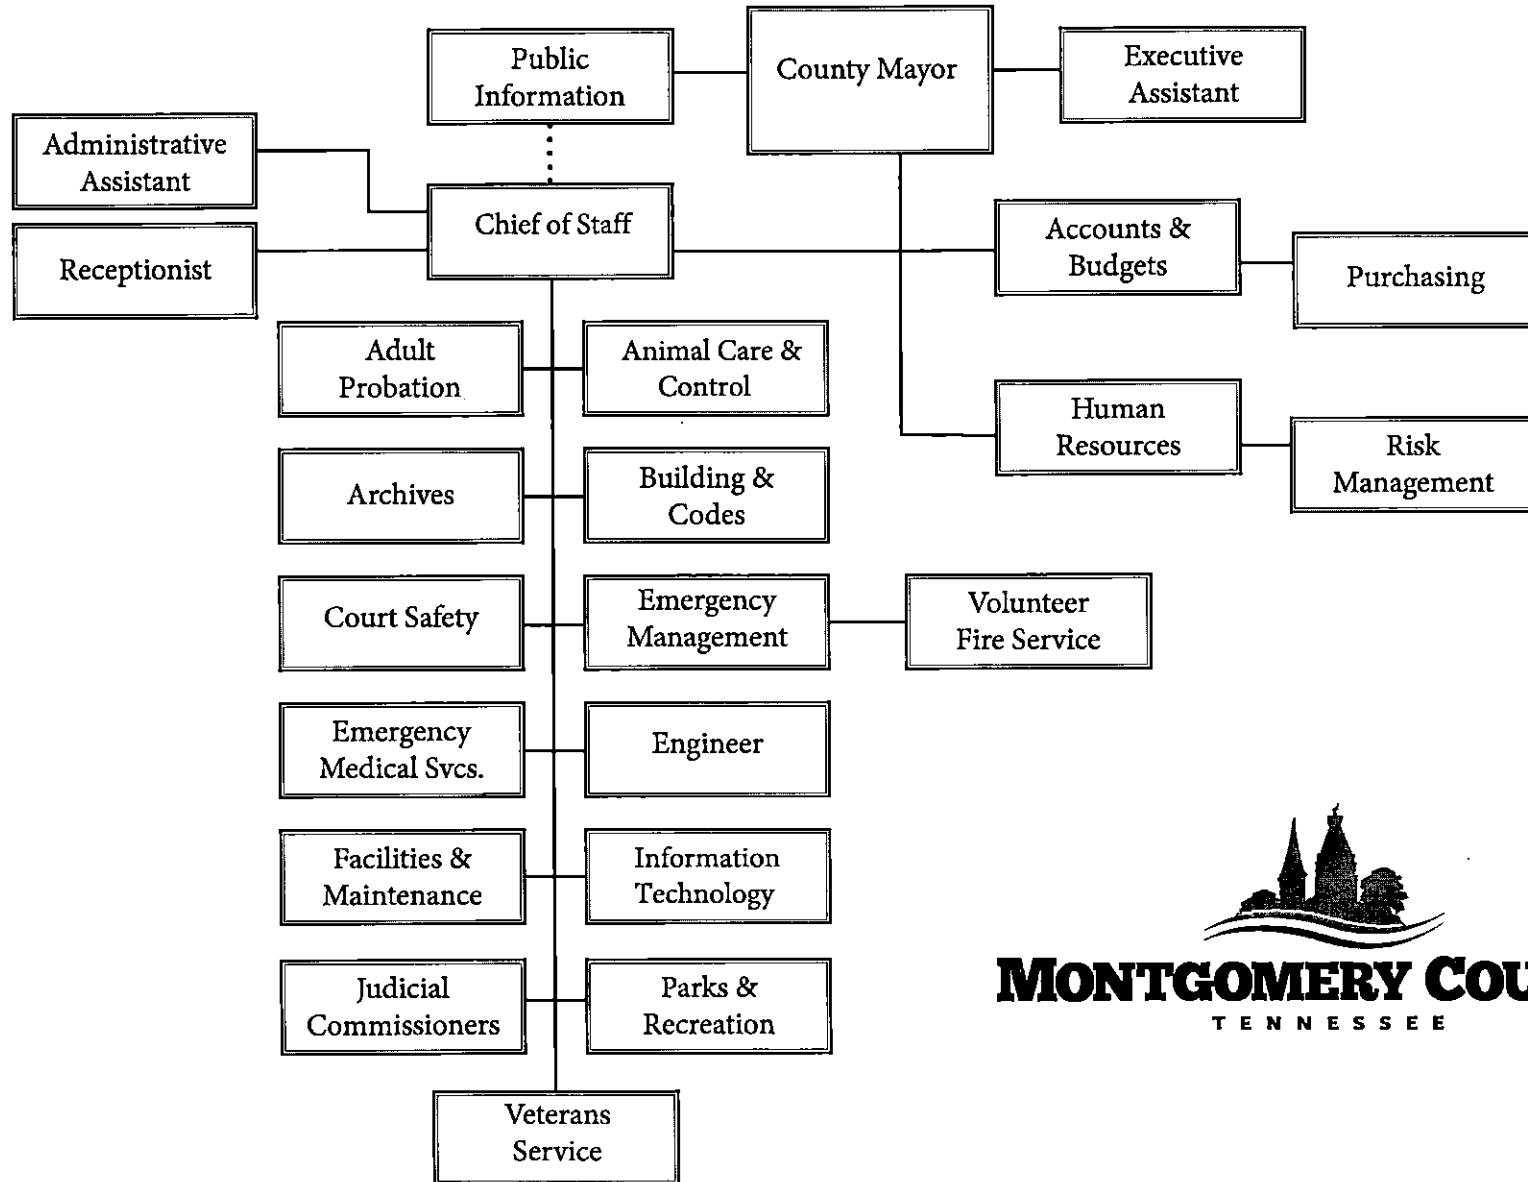 Public
Information
County Mayor
Executive
Assistant
Administrative
Assistant
Chief of Staff
Receptionist
Accounts &
Budgets
Purchasing
Adult
Probation
Animal Care &
Control
Human
Resources
Risk
Management
Archives
Building &
Codes
Court Safety
Emergency
Management
Volunteer
Fire Service
Emergency
Medical Svcs.
Engineer
Facilities &
Maintenance
Information
Technology
Judicial
Commissioners
Parks &
Recreation
Veterans
Service
MONTGOMERY COU
TENNESSEE